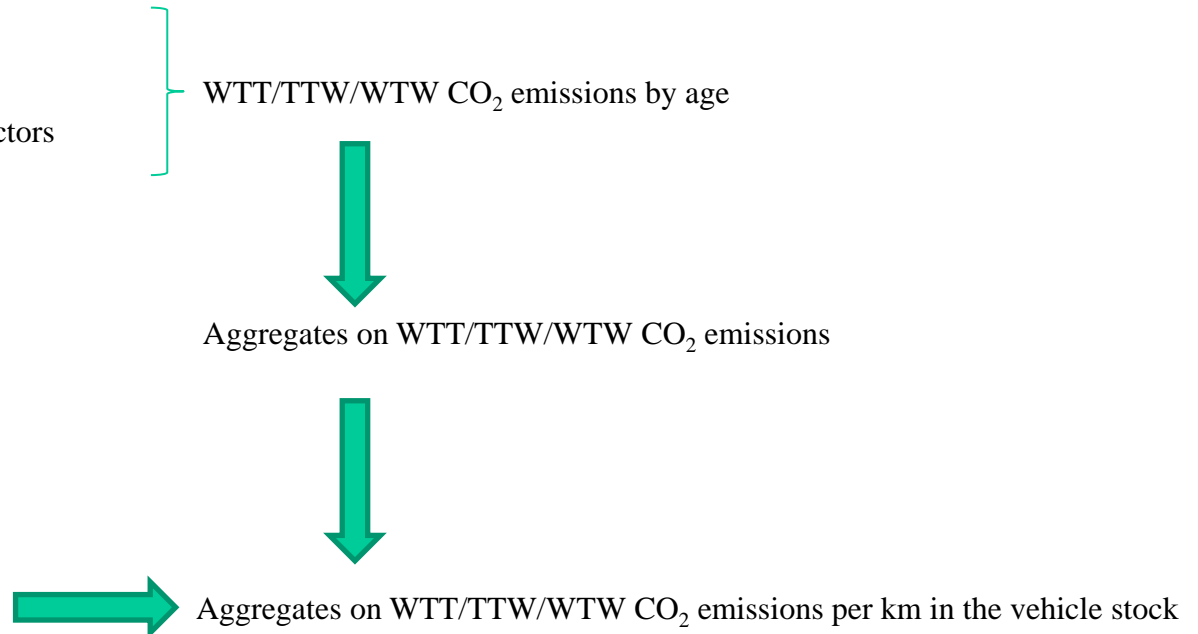 WTT/TTW/WTW CO₂ emissions by age
ctors
Aggregates on WTT/TTW/WTW CO₂ emissions
Aggregates on WTT/TTW/WTW CO₂ emissions per km in the vehicle stock